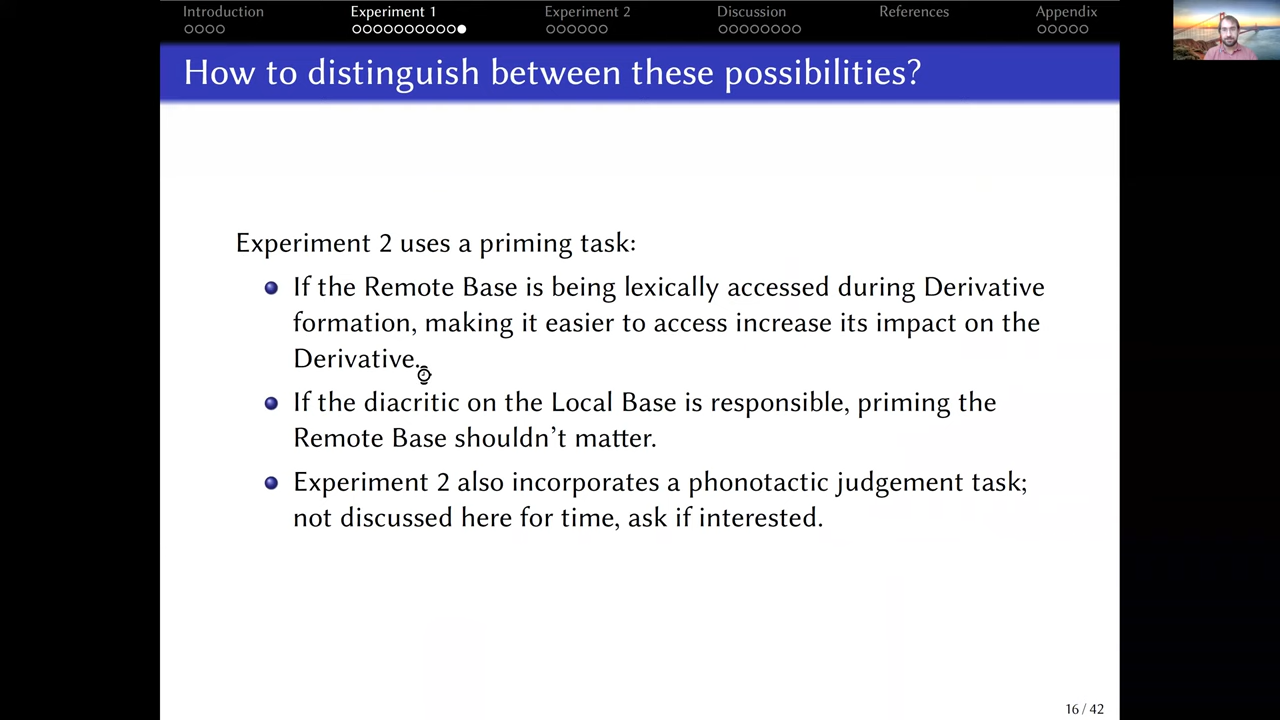 Introduction
Experiment 1
Experiment 2
Discussion
References
Appendix
How to distinguish between these possibilities?
Experiment 2 uses a priming task:
If the Remote Base is being lexically accessed during Derivative
formation, making it easier to access increase its impact on the
Derivative.
If the diacritic on the Local Base is responsible, priming the
Remote Base shouldn't matter.
Experiment 2 also incorporates a phonotactic judgement task;
not discussed here for time, ask if interested.
16 / 42